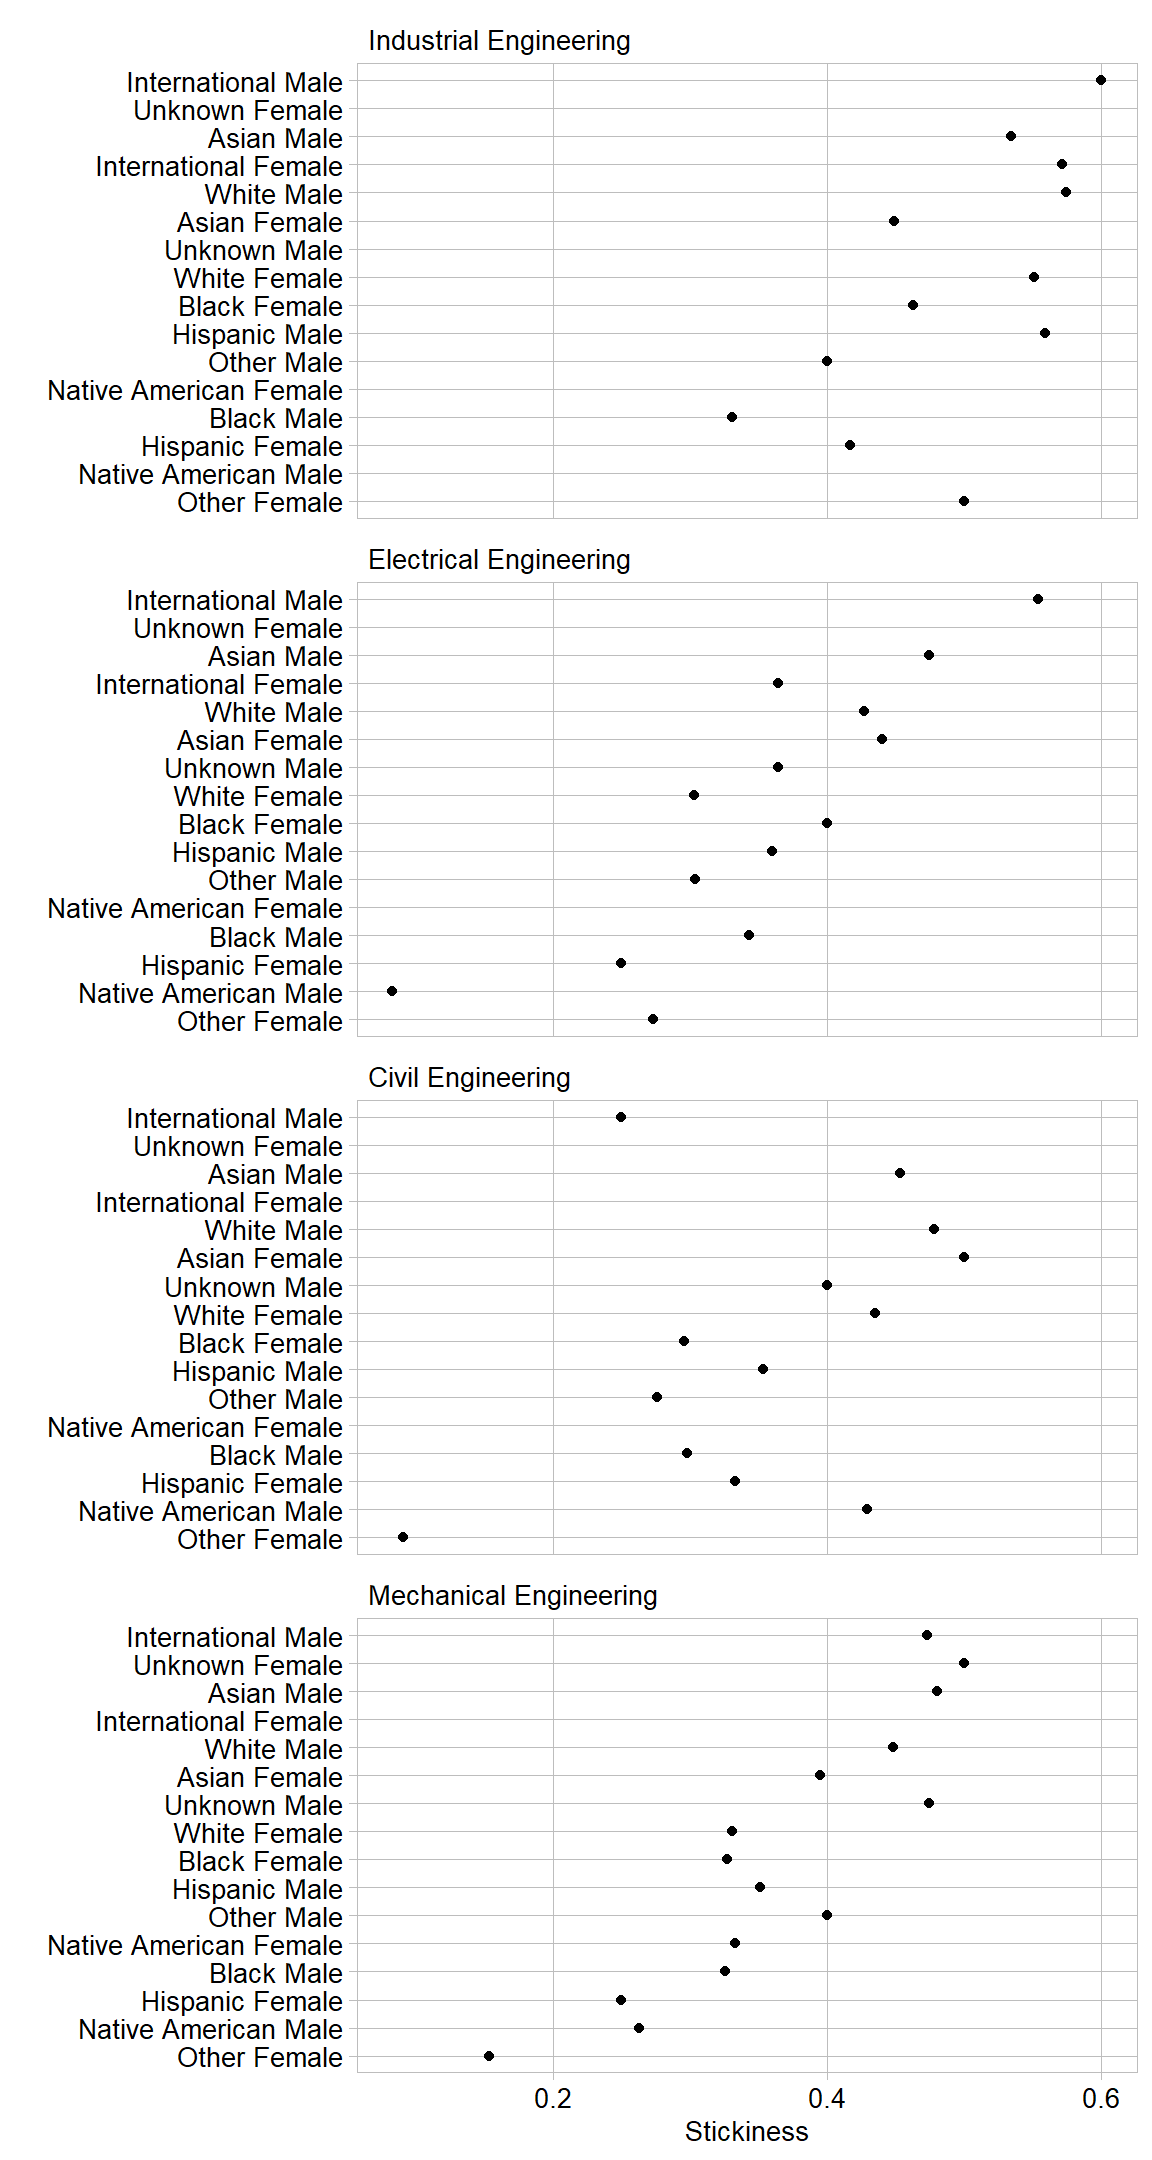 Industrial Engineering
International Male
Unknown Female
Asian Male
International Female
White Male
Asian Female
Unknown Male
White Female
Black Female
Hispanic Male
Other Male
Native American Female
Black Male
Hispanic Female
Native American Male
Other Female
Electrical Engineering
International Male
Unknown Female
Asian Male
International Female
White Male
Asian Female
Unknown Male
White Female
Black Female
Hispanic Male
Other Male
Native American Female
Black Male
Hispanic Female
Native American Male
Other Female
Civil Engineering
International Male
Unknown Female
Asian Male
International Female
White Male
Asian Female
Unknown Male
White Female
Black Female
Hispanic Male
Other Male
Native American Female
Black Male
Hispanic Female
Native American Male
Other Female
Mechanical Engineering
International Male
Unknown Female
Asian Male
International Female
White Male
Asian Female
Unknown Male
White Female
Black Female
Hispanic Male
Other Male
Native American Female
Black Male
Hispanic Female
Native American Male
Other Female
0.2 0.4 0.6
Stickiness